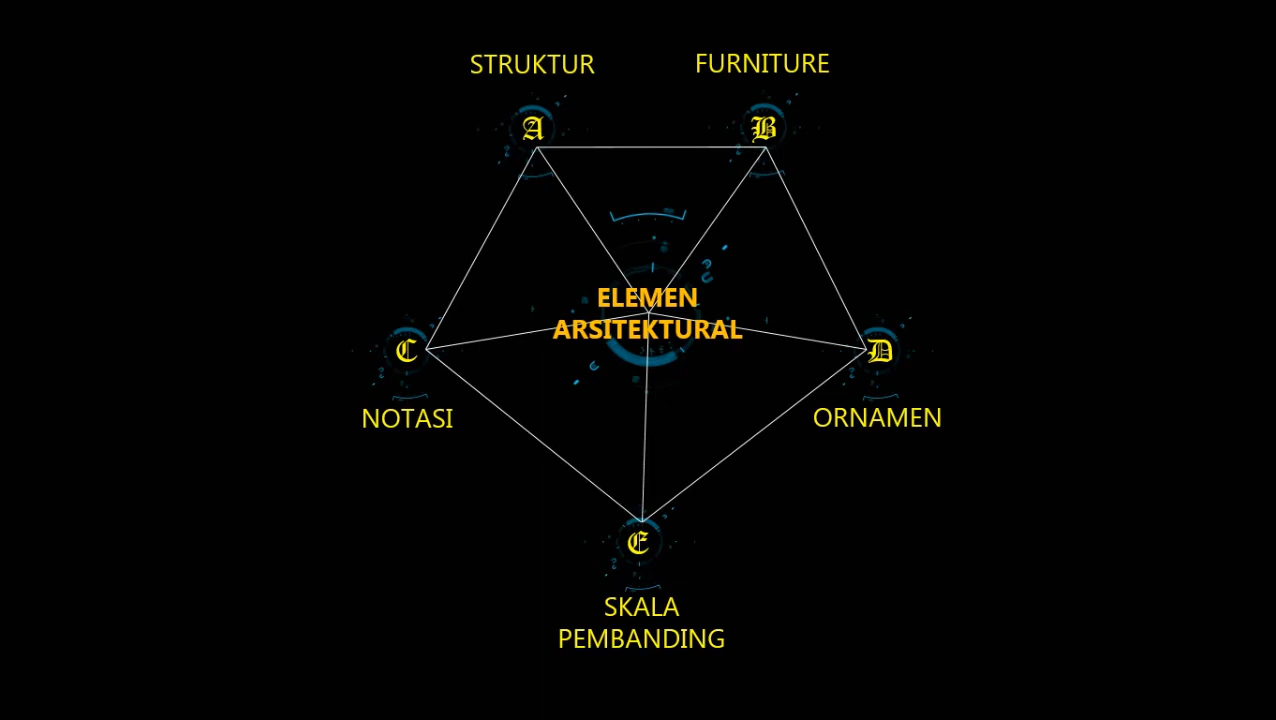 STRUKTUR
FURNITURE
A
B
ELEMEN
ARSITEKTURAL
C
D
NOTASI
ORNAMEN
E
SKALA
PEMBANDING